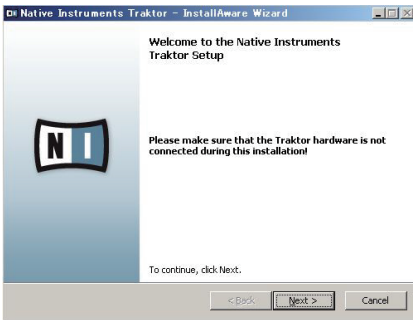 Native Instruments Traktor - InstallAware Wizard
Welcome to the Native Instruments
Traktor Setup
NI
Please make sure that the Traktor hardware is not
connected during this installation!
To continue, click Next.
< Back
Next >
Cancel